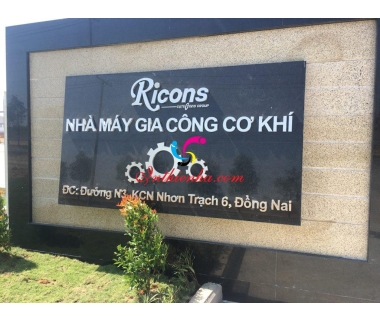 Ricons
NHÀ MÁY GIA CÔNG CƠ KHÍ
ĐC: Đường N3, KCN Nhơn Trạch 6, Đồng Nai